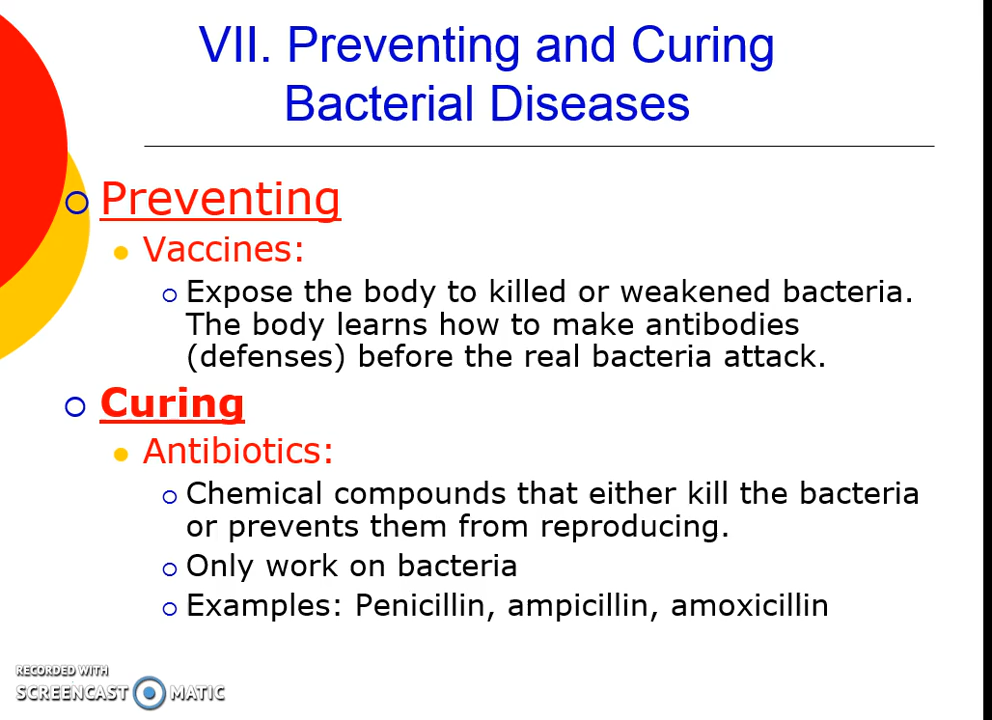 VII. Preventing and Curing
Bacterial Diseases
Preventing
Vaccines:
Expose the body to killed or weakened bacteria.
The body learns how to make antibodies
(defenses) before the real bacteria attack.
Curing
Antibiotics:
Chemical compounds that either kill the bacteria
or prevents them from reproducing.
Only work on bacteria
Examples: Penicillin, ampicillin, amoxicillin
RECORDED WITH
SCREENCAST MATIC